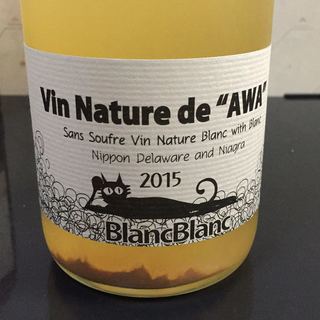 Vin Nature de "AWA"
Sans Soufre Vin Nature Blanc with Blanc
Nippon Delaware and Niagra
2015
BlancBlanc